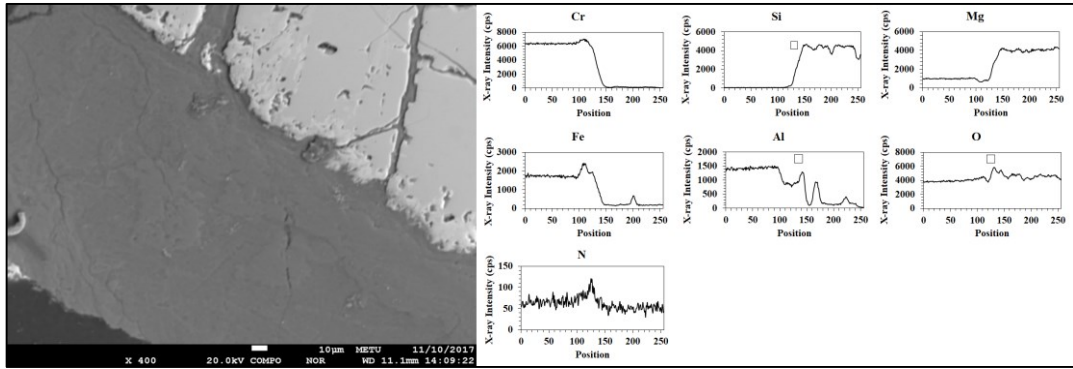 10µm METU 11/10/2017
X 400 20.0kV COMPO NOR WD 11.1mm 14:09:22
Cr
X-ray Intensity (cps)
8000
6000
4000
2000
0
0 50 100 150 200 250
Position
Si
X-ray Intensity (cps)
6000
4000
2000
0
0 50 100 150 200 250
Position
Mg
X-ray Intensity (cps)
6000
4000
2000
0
0 50 100 150 200 250
Position
Fe
X-ray Intensity (cps)
3000
2000
1000
0
0 50 100 150 200 250
Position
Al
X-ray Intensity (cps)
2000
1500
1000
500
0
0 50 100 150 200 250
Position
O
X-ray Intensity (cps)
8000
6000
4000
2000
0
0 50 100 150 200 250
Position
N
X-ray Intensity (cps)
150
100
50
0
0 50 100 150 200 250
Position